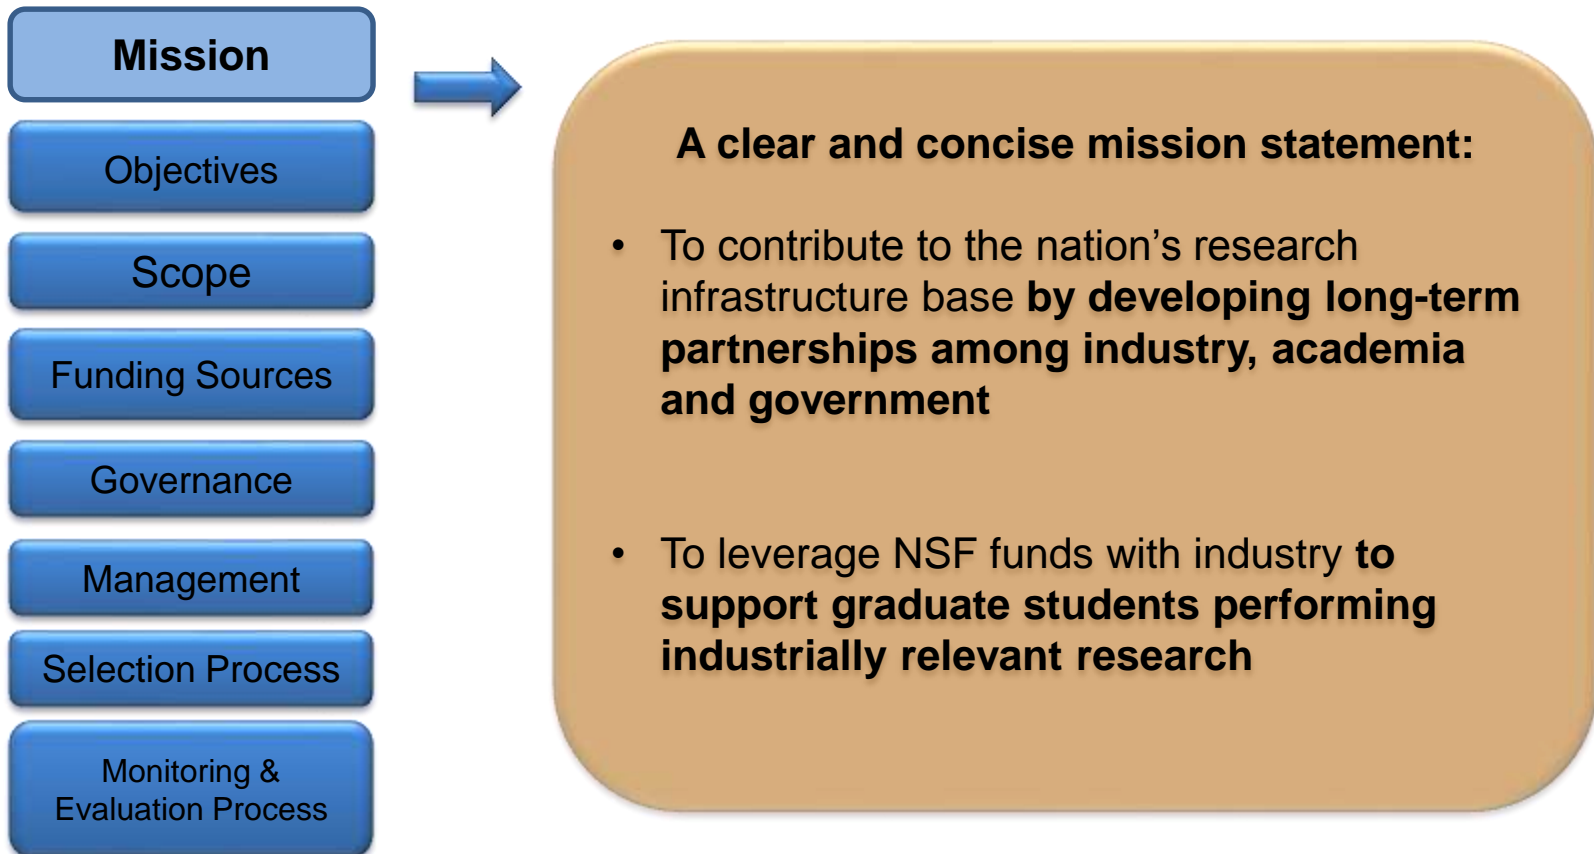 Mission
Objectives
Scope
Funding Sources
Governance
Management
Selection Process
Monitoring &
Evaluation Process
A clear and concise mission statement:
• To contribute to the nation’s research
infrastructure base by developing long-term
partnerships among industry, academia
and government
• To leverage NSF funds with industry to
support graduate students performing
industrially relevant research